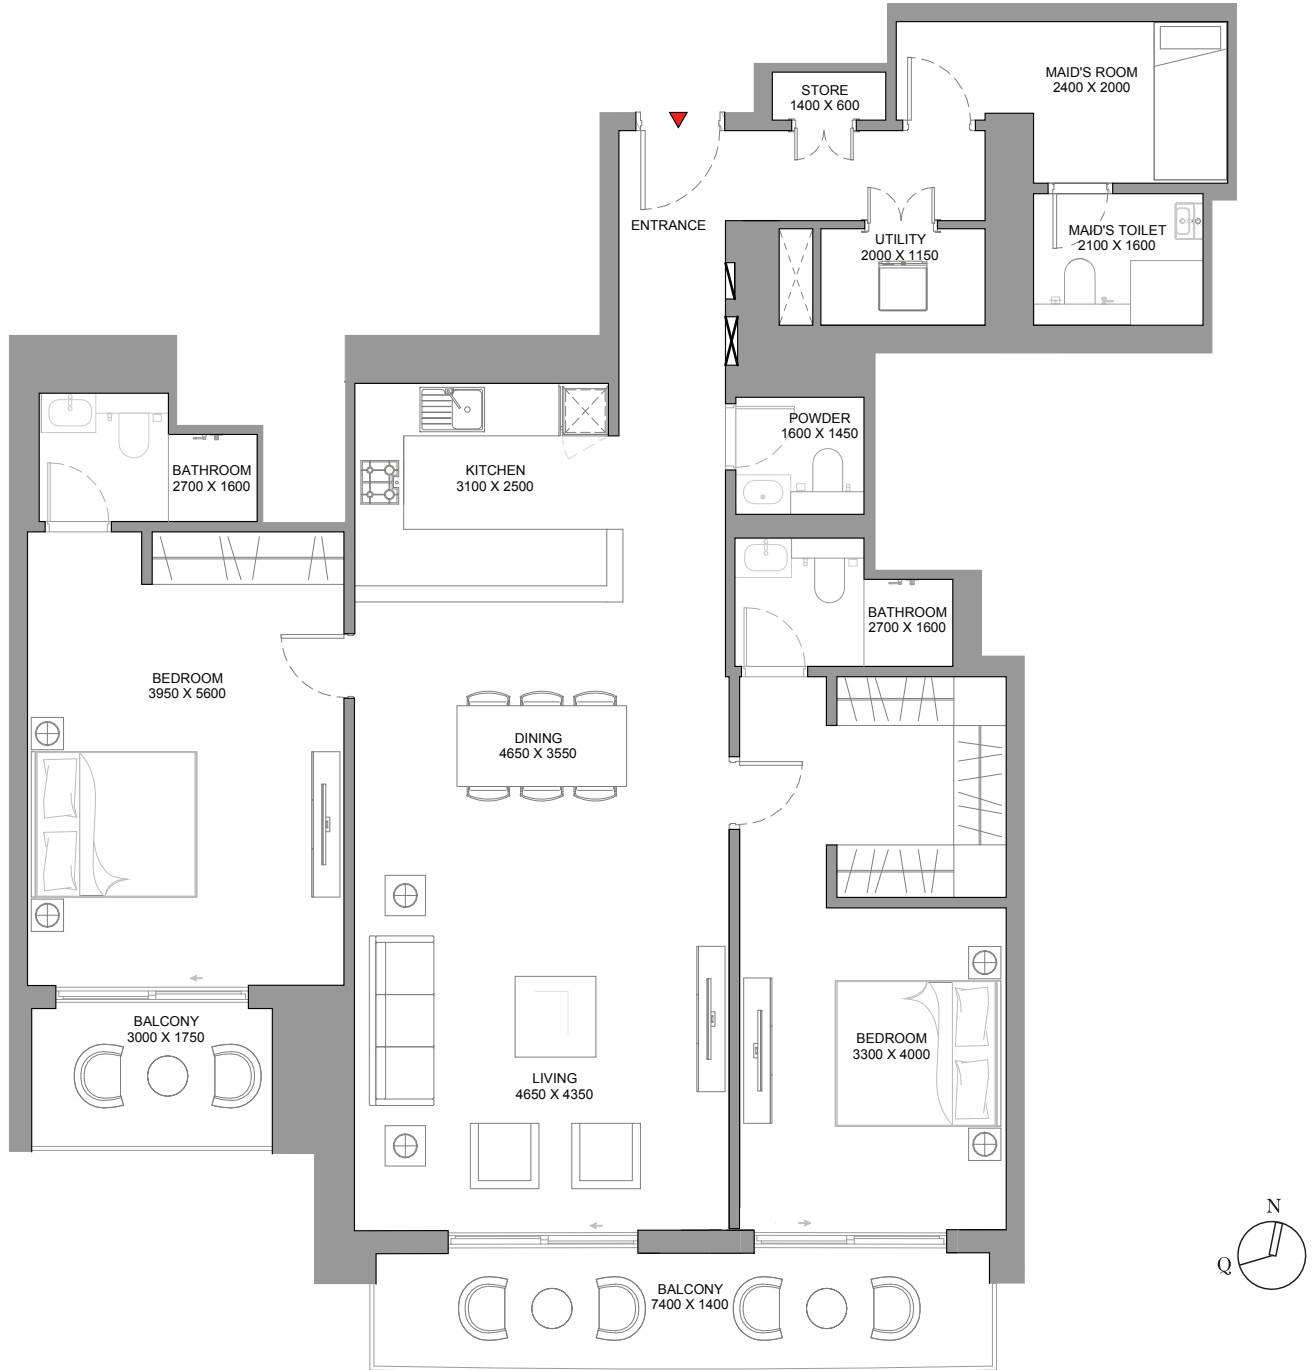 MAID'S ROOM
2400 X 2000
STORE
1400 X 600
ENTRANCE
UTILITY
2000 X 1150
MAID'S TOILET
2100 X 1600
POWDER
1600 X 1450
BATHROOM
2700 X 1600
KITCHEN
3100 X 2500
BATHROOM
2700 X 1600
BEDROOM
3950 X 5600
DINING
4650 X 3550
BALCONY
3000 X 1750
BEDROOM
3300 X 4000
LIVING
4650 X 4350
BALCONY
7400 X 1400
N
Q